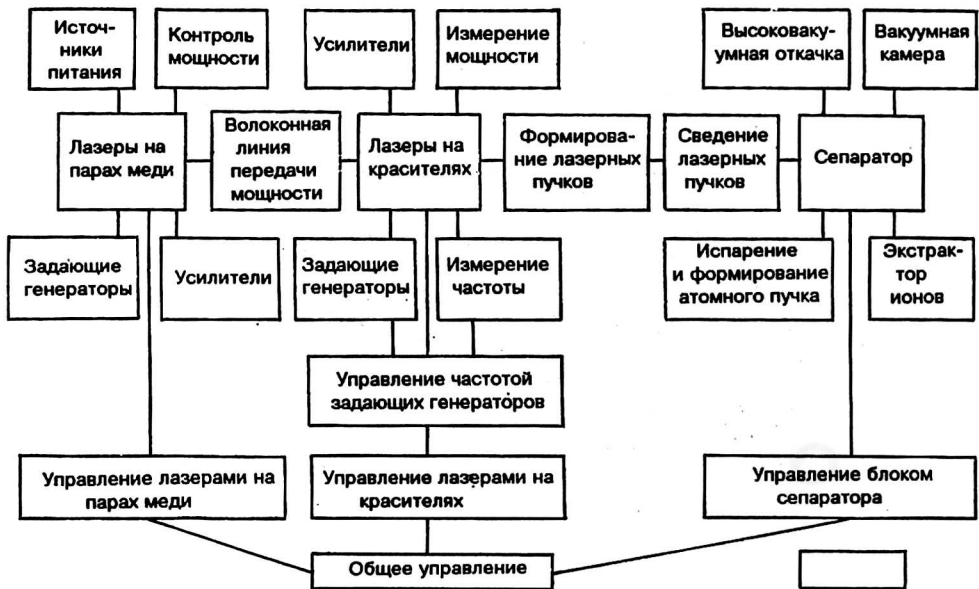 Источ-
ники
питания
Контроль
мощности
Усилители
Измерение
мощности
Высоковаку-
умная откачка
Вакуумная
камера
Лазеры на
парах меди
Волоконная
линия
передачи
мощности
Лазеры на
красителях
Формирова-
ние лазерных
пучков
Сведение
лазерных
пучков
Сепаратор
Задающие
генераторы
Усилители
Задающие
генераторы
Измерение
частоты
Испарение
и формирование
атомного пучка
Экстрак-
тор
ионов
Управление частотой
задающих генераторов
Управление лазерами на
парах меди
Управление лазерами на
красителях
Управление блоком
сепаратора
Общее управление